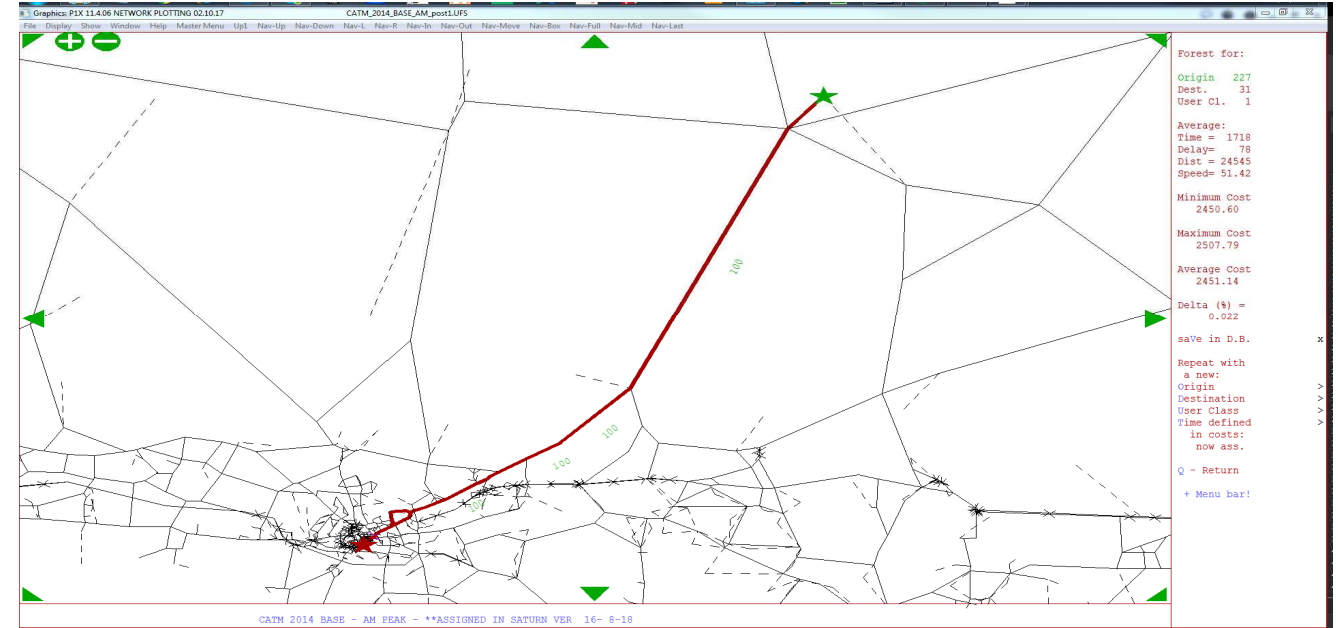 Graphics: P1X 11.4.06 NETWORK PLOTTING 02.10.17 CATM_2014_BASE_AM_post1.UFS
File Display Show Window Help Master Menu Up1 Nav-Up Nav-Down Nav-L Nav-R Nav-In Nav-Out Nav-Move Nav-Box Nav-Full Nav-Mid Nav-Last
Forest for:
Origin 227
Dest. 31
User Cl. 1
Average:
Time = 1718
Delay= 78
Dist = 24545
Speed= 51.42
Minimum Cost
2450.60
Maximum Cost
2507.79
Average Cost
2451.14
Delta (%) =
0.022
saVe in D.B. x
Repeat with
a new:
Origin >
Destination >
User Class >
Time defined >
in costs:
now ass.
Q - Return
+ Menu bar!
100
100
100
100
CATM 2014 BASE - AM PEAK - **ASSIGNED IN SATURN VER 16- 8-18